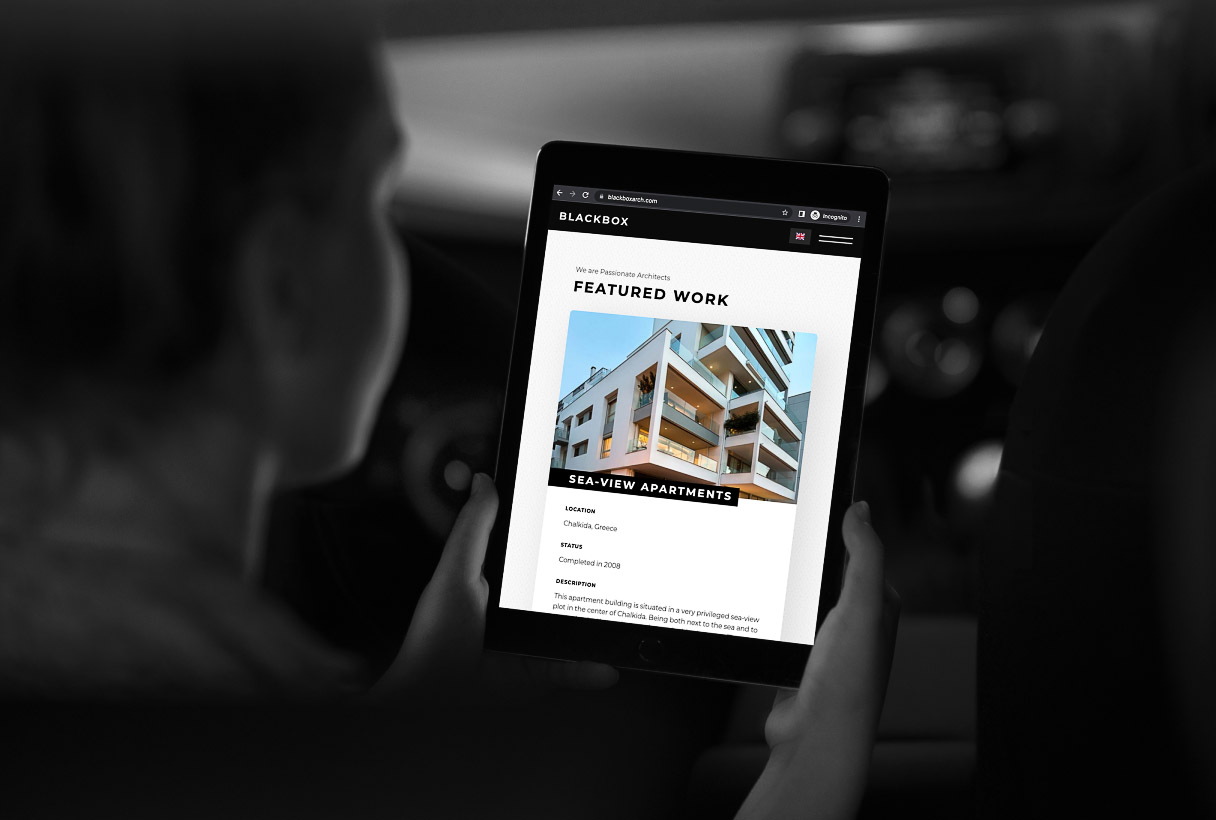 blackboxarch.com
Incognito
BLACKBOX
We are Passionate Architects
FEATURED WORK
SEA-VIEW APARTMENTS
LOCATION
Chalkida, Greece
STATUS
Completed in 2008
DESCRIPTION
This apartment building is situated in a very privileged sea-view
plot in the center of Chalkida. Being both next to the sea and to